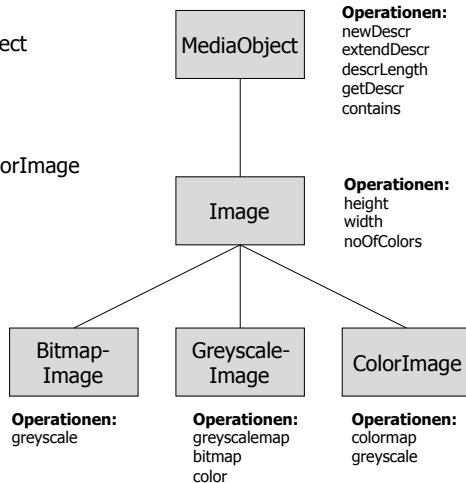 ect
MediaObject
Operationen:
newDescr
extendDescr
descrLength
getDescr
contains
orImage
Image
Operationen:
height
width
noOfColors
Bitmap-
Image
Greyscale-
Image
ColorImage
Operationen:
greyscale
Operationen:
greyscalemap
bitmap
color
Operationen:
colormap
greyscale